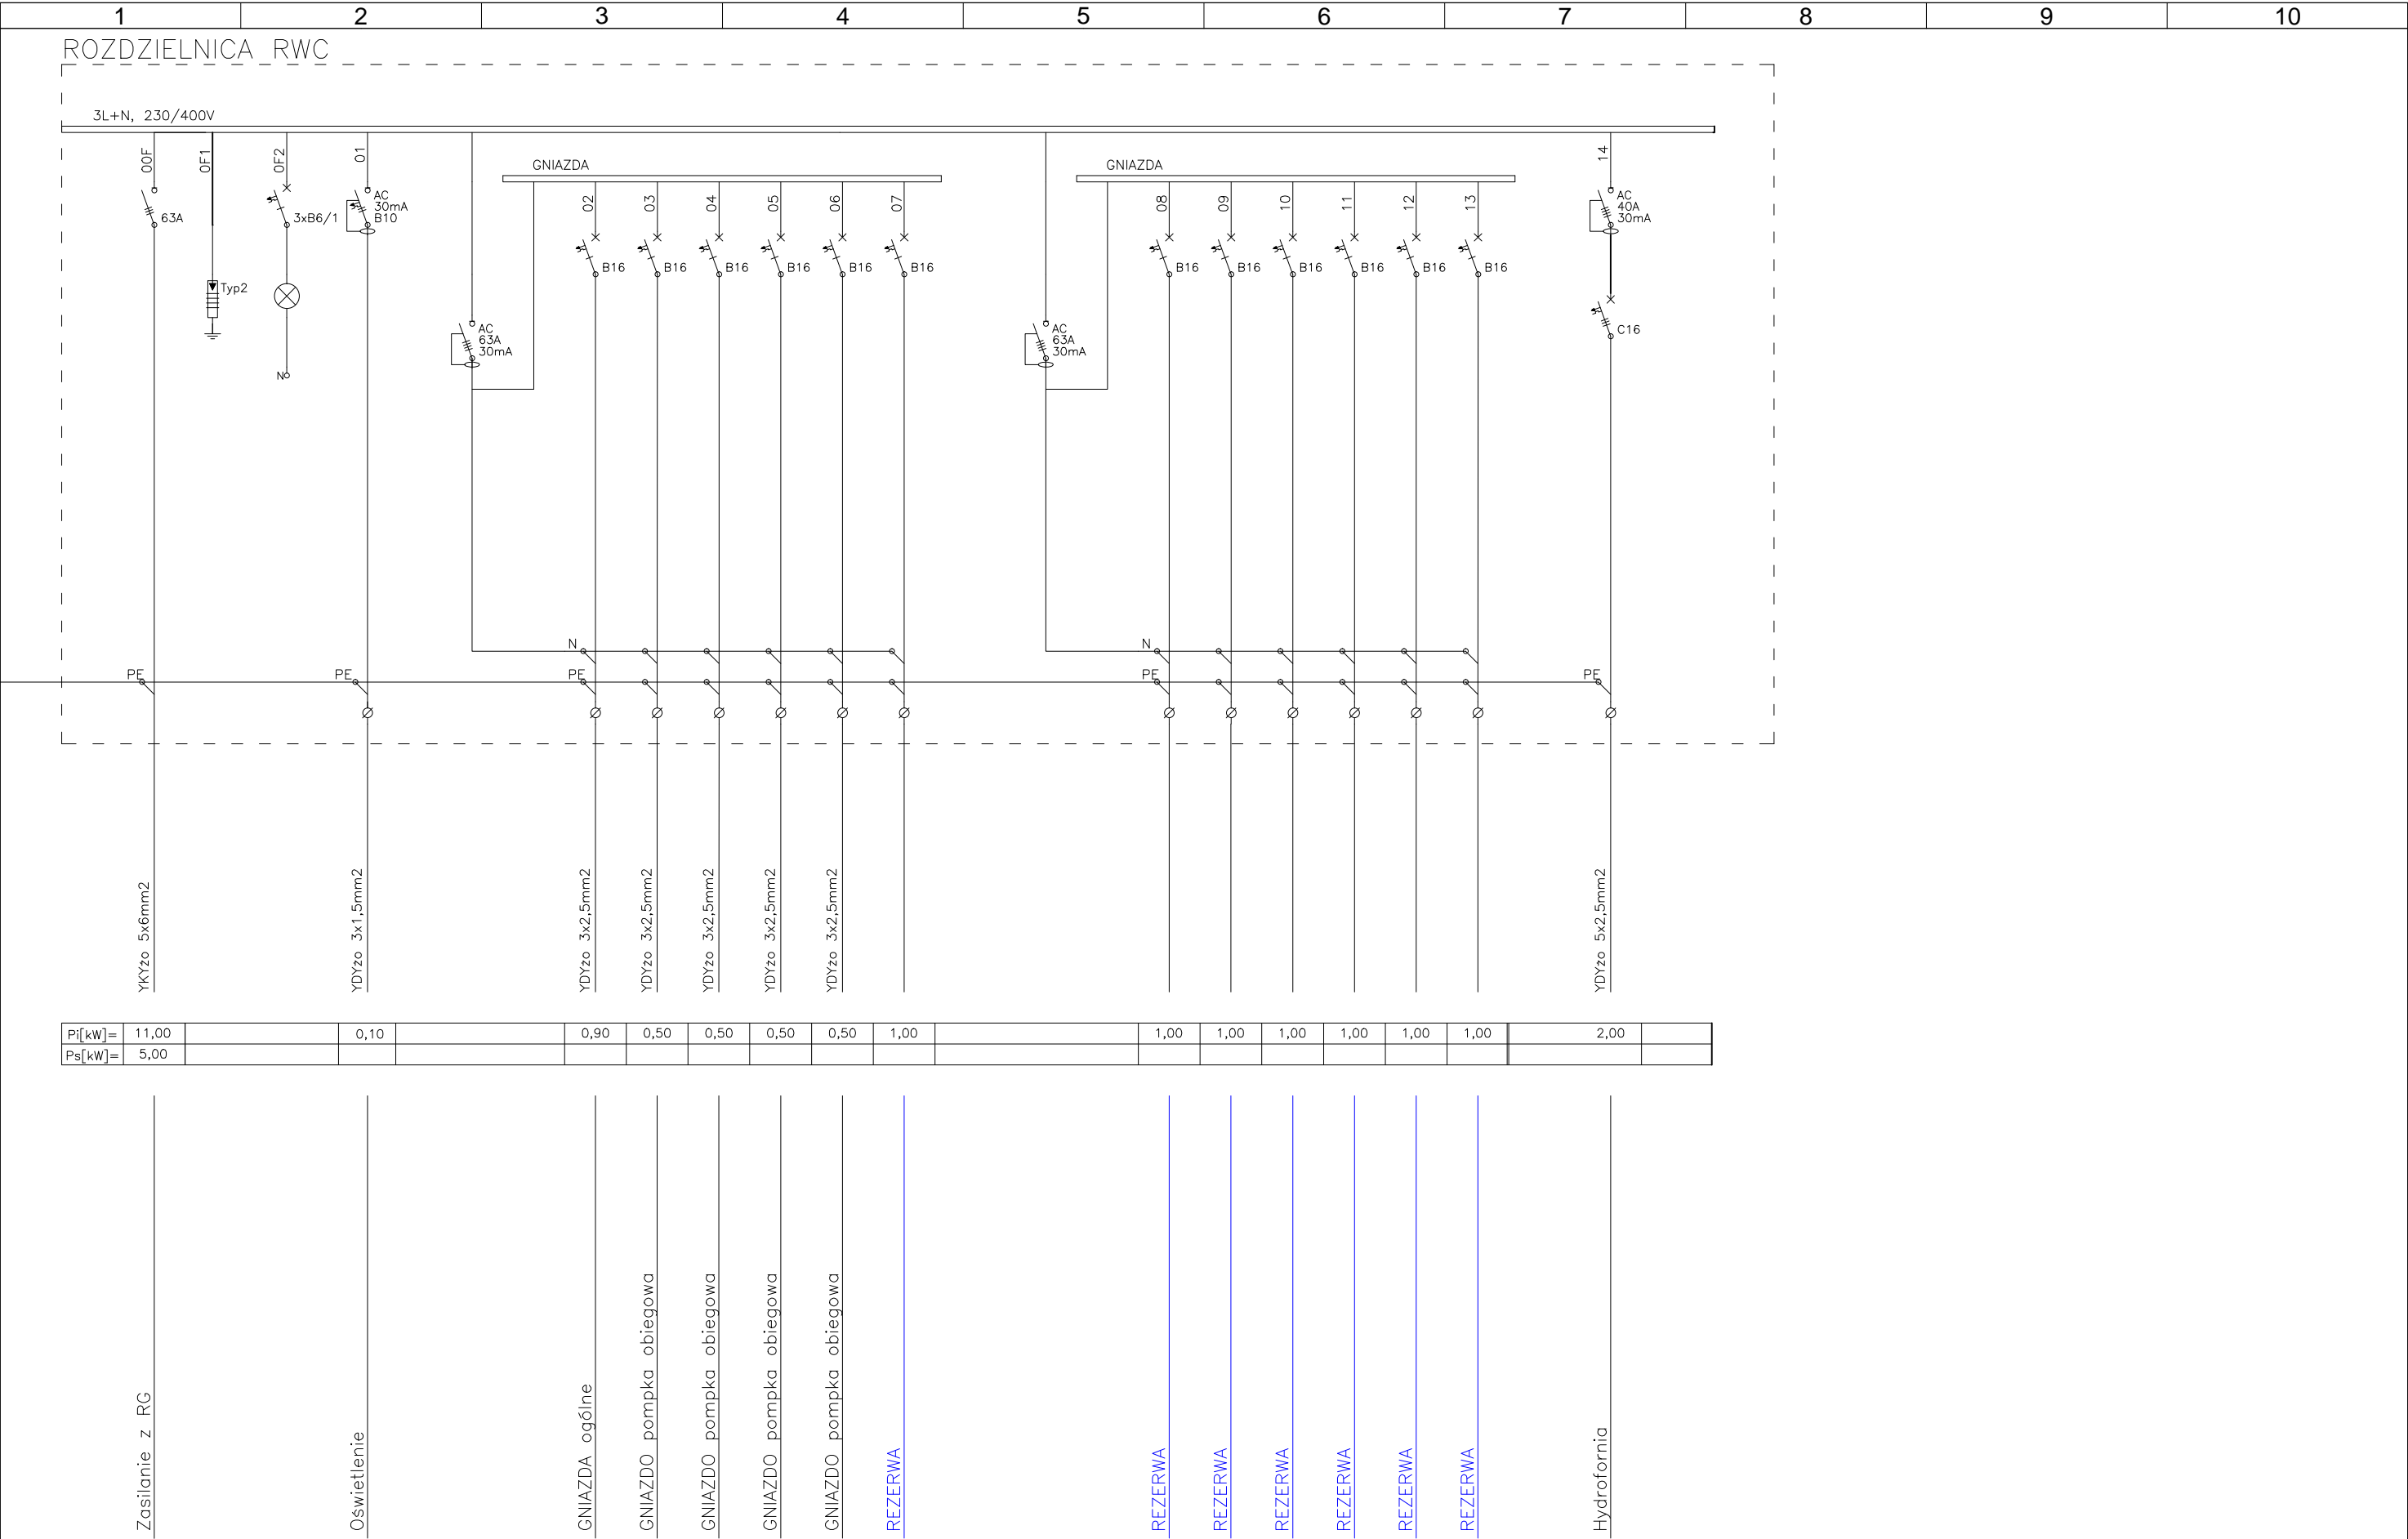 1 2 3 4 5 6 7 8 9 10
ROZDZIELNICA RWC
3L+N, 230/400V
00F 0F1 0F2 01 14
GNIAZDA GNIAZDA
02 03 04 05 06 07 08 09 10 11 12 13
63A
3xB6/1
AC
30mA
B10
AC
40A
30mA
B16 B16 B16 B16 B16 B16 B16 B16 B16 B16 B16 B16
Typ2
AC
63A
30mA
AC
63A
30mA
C16
N
N N
PE PE PE PE PE
YKYżo 5x6mm2
YDYżo 3x1,5mm2
YDYżo 3x2,5mm2
YDYżo 3x2,5mm2
YDYżo 3x2,5mm2
YDYżo 3x2,5mm2
YDYżo 3x2,5mm2
YDYżo 5x2,5mm2
Pi[kW]= 11,00 0,10 0,90 0,50 0,50 0,50 0,50 1,00 1,00 1,00 1,00 1,00 1,00 1,00 2,00
Ps[kW]= 5,00
Zasilanie z RG
Oświetlenie
GNIAZDA ogólne
GNIAZDO pompka obiegowa
GNIAZDO pompka obiegowa
GNIAZDO pompka obiegowa
GNIAZDO pompka obiegowa
REZERWA
REZERWA
REZERWA
REZERWA
REZERWA
REZERWA
REZERWA
Hydrofornia